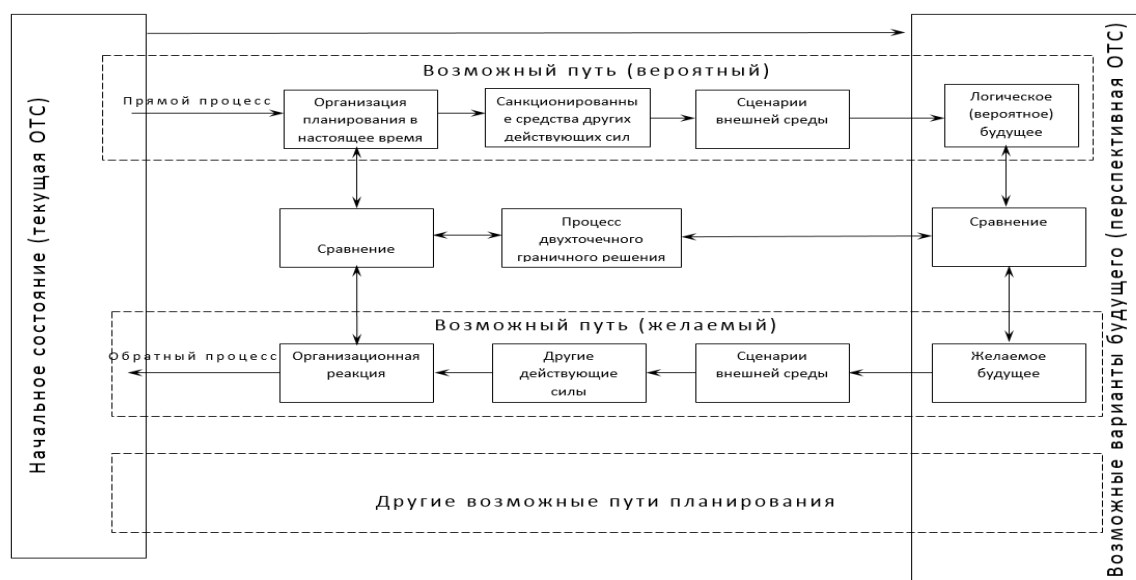 Начальное состояние (текущая ОТС)
Возможный путь (вероятный)
Прямой процесс
Организация
планирования в
настоящее время
Санкционированны
е средства других
действующих сил
Сценарии
внешней среды
Логическое
(вероятное)
будущее
Сравнение
Процесс
двухточечного
граничного решения
Сравнение
Возможный путь (желаемый)
Обратный процесс
Организационная
реакция
Другие
действующие
силы
Сценарии
внешней среды
Желаемое
будущее
Другие возможные пути планирования
Возможные варианты будущего (перспективная ОТС)